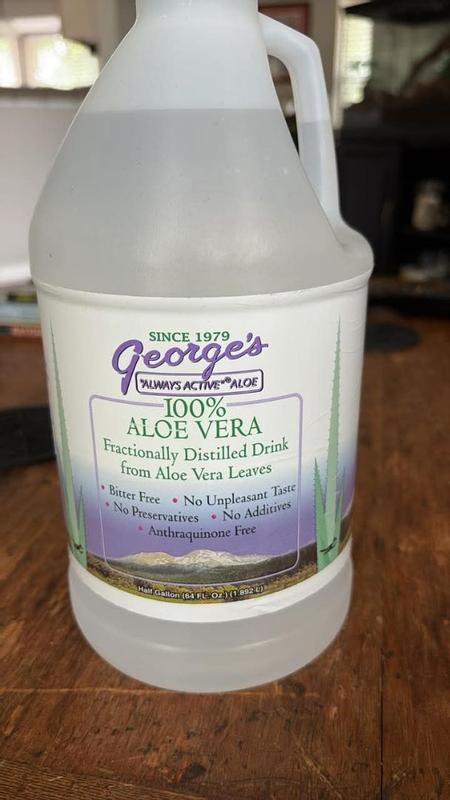 SINCE 1979
George's
"ALWAYS ACTIVE"® ALOE
100%
ALOE VERA
Fractionally Distilled Drink
from Aloe Vera Leaves
• Bitter Free • No Unpleasant Taste
• No Preservatives • No Additives
• Anthraquinone Free
Half Gallon (64 FL. Oz.) (1.892 L)